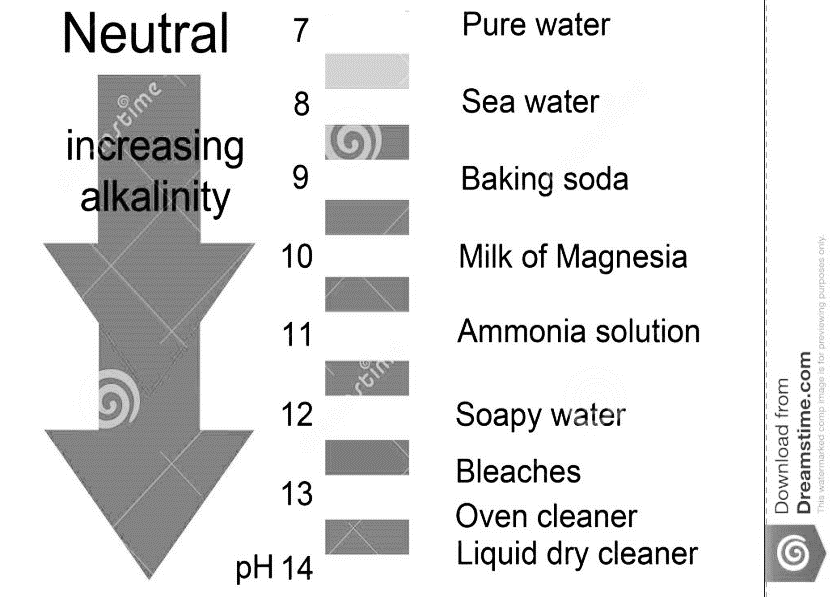 Neutral
7 Pure water
8 Sea water
increasing
alkalinity
9 Baking soda
10 Milk of Magnesia
11 Ammonia solution
12 Soapy water
Bleaches
13
Oven cleaner
Liquid dry cleaner
pH 14
Download from
Dreamstime.com
This watermarked comp image is for previewing purposes only.